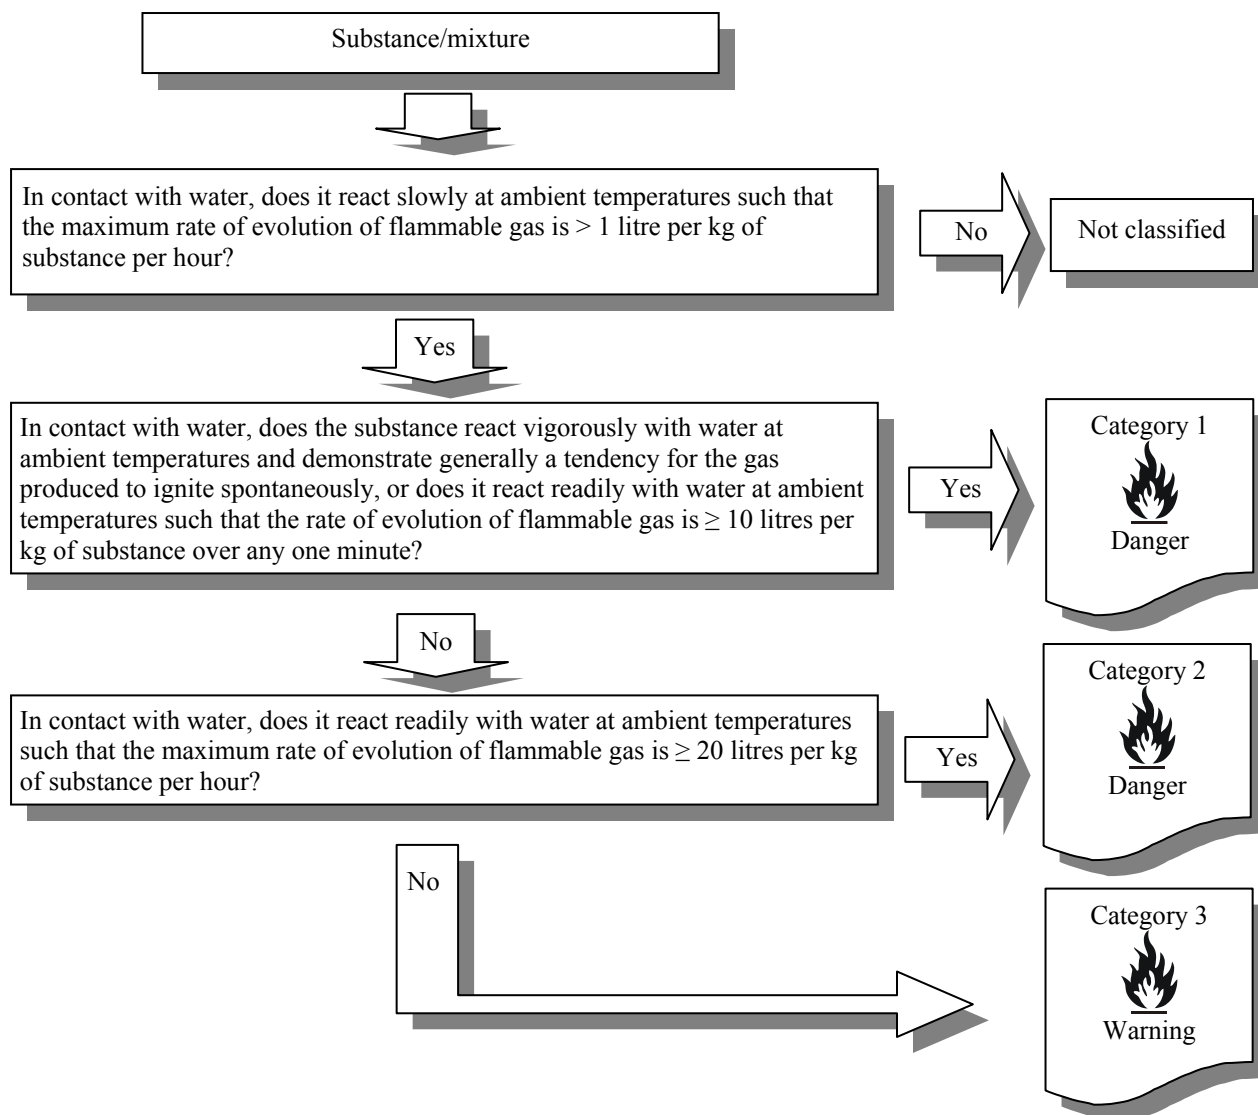 Substance/mixture
In contact with water, does it react slowly at ambient temperatures such that
the maximum rate of evolution of flammable gas is > 1 litre per kg of
substance per hour?
No
Not classified
Yes
In contact with water, does the substance react vigorously with water at
ambient temperatures and demonstrate generally a tendency for the gas
produced to ignite spontaneously, or does it react readily with water at ambient
temperatures such that the rate of evolution of flammable gas is ≥ 10 litres per
kg of substance over any one minute?
Yes
Category 1
Danger
No
In contact with water, does it react readily with water at ambient temperatures
such that the maximum rate of evolution of flammable gas is ≥ 20 litres per kg
of substance per hour?
Yes
Category 2
Danger
No
Category 3
Warning